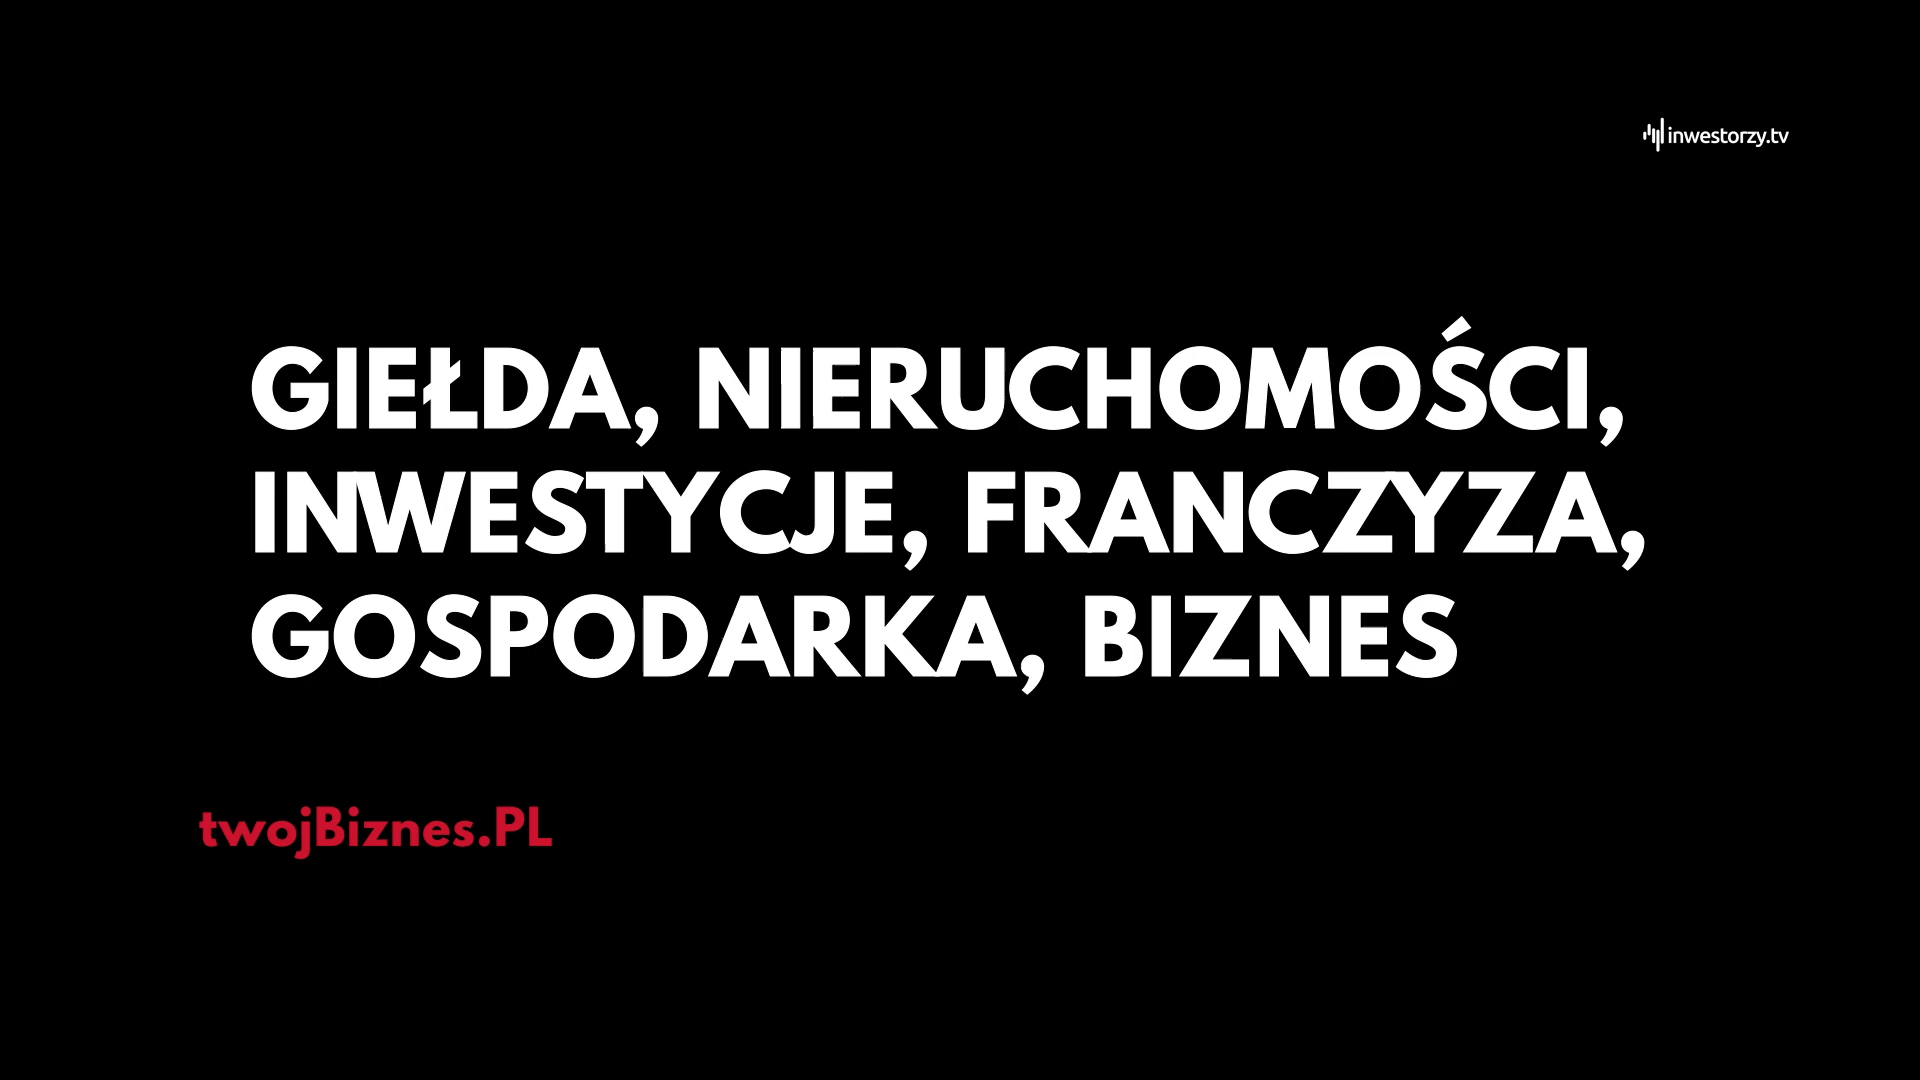 inwestorzy.tv
GIEŁDA, NIERUCHOMOŚCI,
INWESTYCJE, FRANCZYZA,
GOSPODARKA, BIZNES
twojBiznes.PL